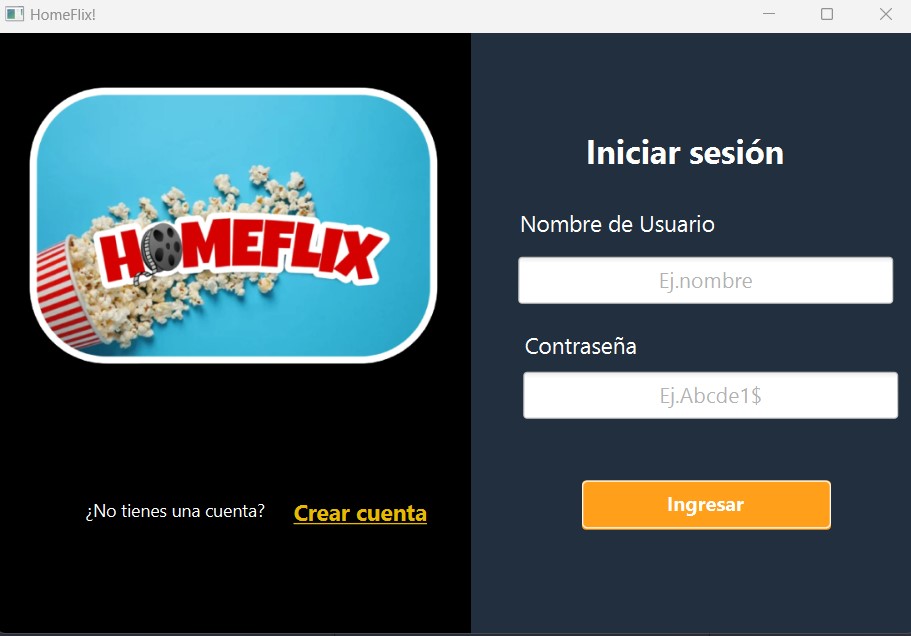 HomeFlix!
HOMEFLIX
¿No tienes una cuenta?
Crear cuenta
Iniciar sesión
Nombre de Usuario
Ej.nombre
Contraseña
Ej.Abcde1$
Ingresar